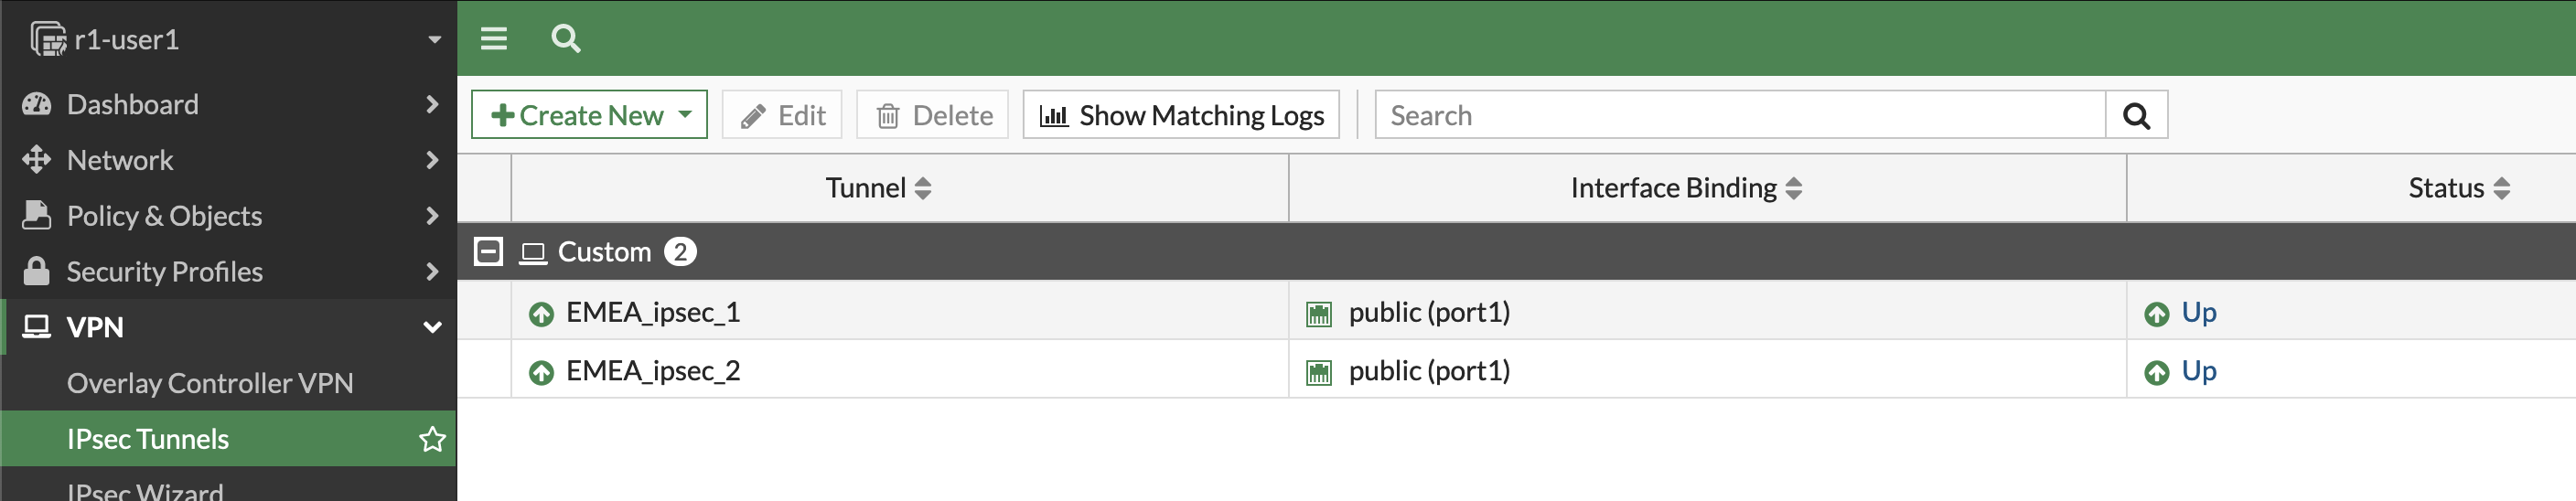 r1-user1
Dashboard
Network
Policy & Objects
Security Profiles
VPN
Overlay Controller VPN
IPsec Tunnels
IPsec Wizard
Create New Edit Delete Show Matching Logs Search
Tunnel Interface Binding Status
Custom 2
EMEA_ipsec_1 public (port1) Up
EMEA_ipsec_2 public (port1) Up